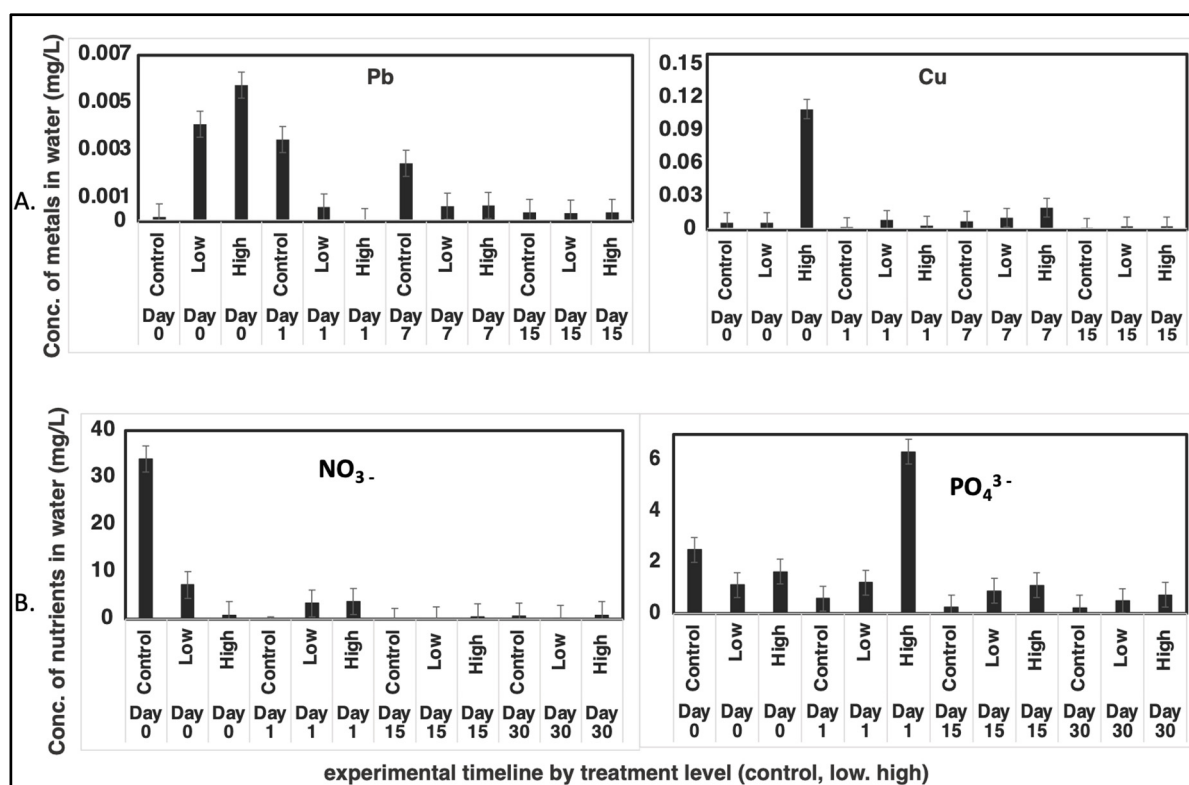 A.
Conc. of metals in water (mg/L)
Pb
0.007
0.005
0.003
0.001
0
Control Low High Control Low High Control Low High Control Low High
Day Day Day Day Day Day Day Day Day Day Day Day
0 0 0 1 1 1 7 7 7 15 15 15
Cu
0.15
0.12
0.09
0.06
0.03
0
Control Low High Control Low High Control Low High Control Low High
Day Day Day Day Day Day Day Day Day Day Day Day
0 0 0 1 1 1 7 7 7 15 15 15
B.
Conc. of nutrients in water (mg/L)
NO₃ -
40
30
20
10
0
Control Low High Control Low High Control Low High Control Low High
Day Day Day Day Day Day Day Day Day Day Day Day
0 0 0 1 1 1 15 15 15 30 30 30
PO₄³ -
6
4
2
0
Control Low High Control Low High Control Low High Control Low High
Day Day Day Day Day Day Day Day Day Day Day Day
0 0 0 1 1 1 15 15 15 30 30 30
experimental timeline by treatment level (control, low. high)